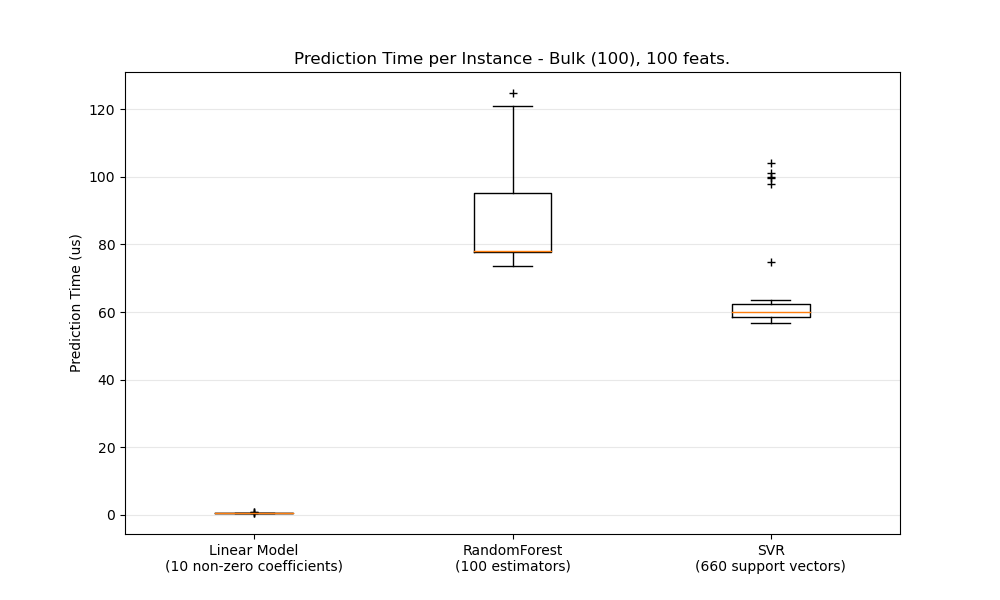 Prediction Time per Instance - Bulk (100), 100 feats.
Prediction Time (us)
120
100
80
60
40
20
0
Linear Model
(10 non-zero coefficients)
RandomForest
(100 estimators)
SVR
(660 support vectors)